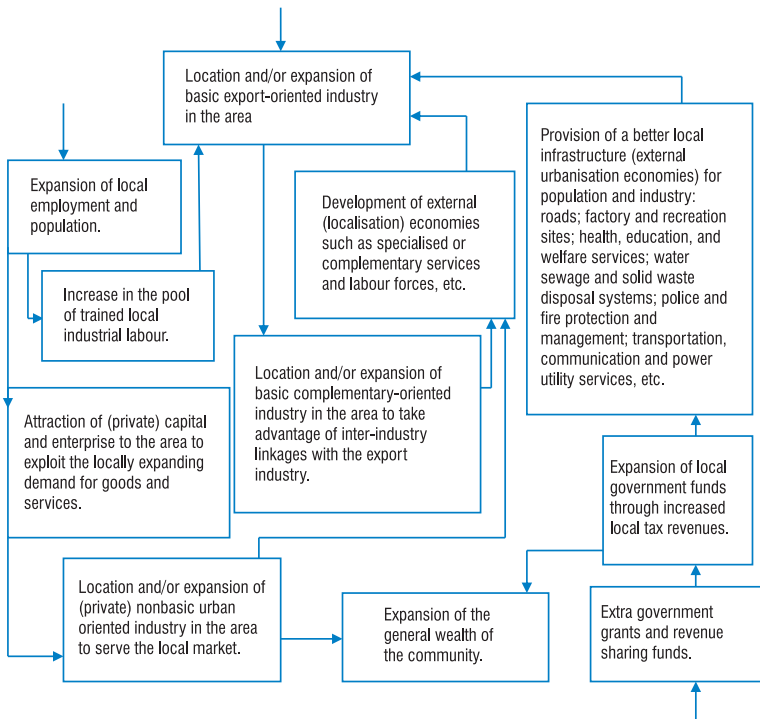 Location and/or expansion of
basic export-oriented industry
in the area
Expansion of local
employment and
population.
Increase in the pool
of trained local
industrial labour.
Development of external
(localisation) economies
such as specialised or
complementary services
and labour forces, etc.
Provision of a better local
infrastructure (external
urbanisation economies) for
population and industry:
roads; factory and recreation
sites; health, education, and
welfare services; water
sewage and solid waste
disposal systems; police and
fire protection and
management; transportation,
communication and power
utility services, etc.
Location and/or expansion of
basic complementary-oriented
industry in the area to take
advantage of inter-industry
linkages with the export
industry.
Attraction of (private) capital
and enterprise to the area to
exploit the locally expanding
demand for goods and
services.
Expansion of local
government funds
through increased
local tax revenues.
Location and/or expansion of
(private) nonbasic urban
oriented industry in the area
to serve the local market.
Expansion of the
general wealth of
the community.
Extra government
grants and revenue
sharing funds.